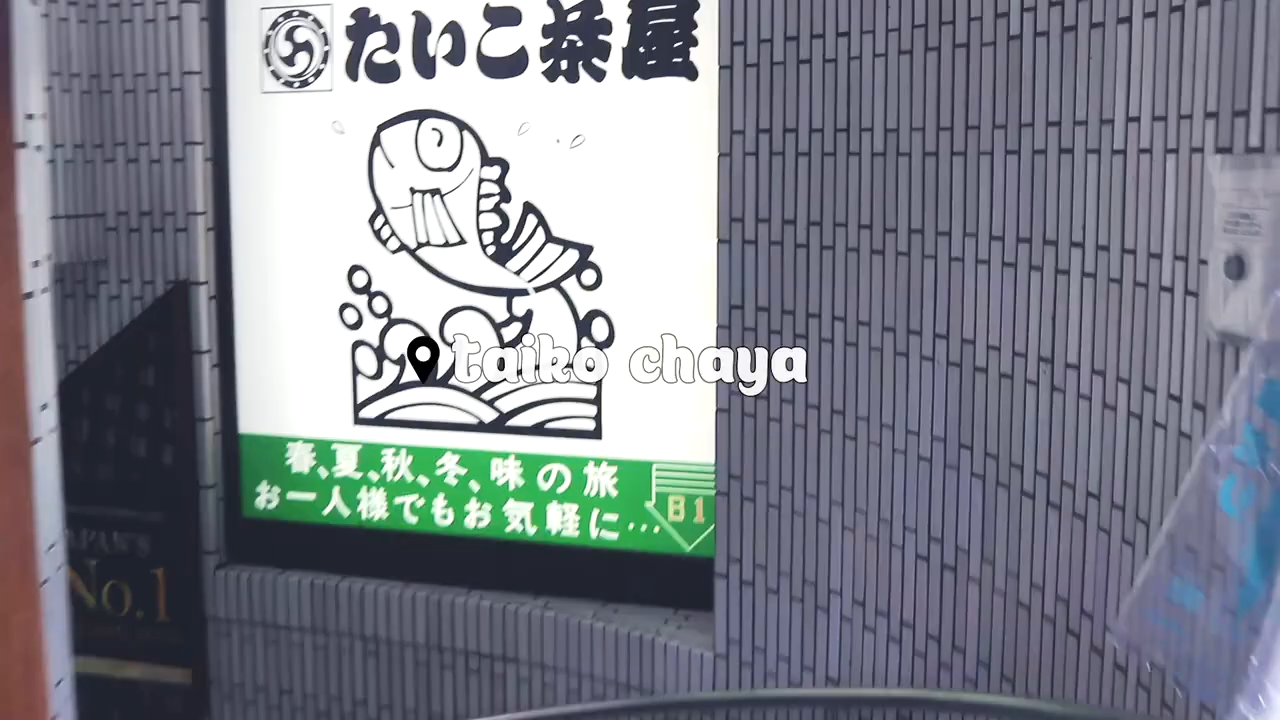 たいこ茶屋
taiko chaya
春、夏、秋、冬、味の旅
お一人様でもお気軽に…
B1
JAPAN'S
No.1